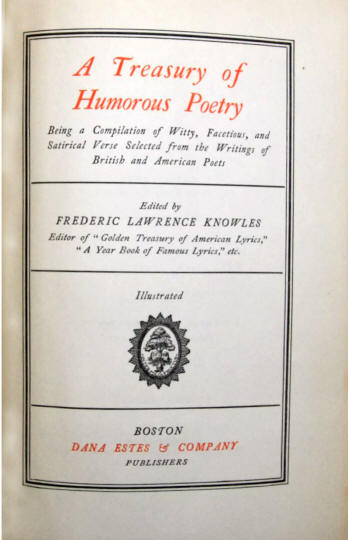 A Treasury of
Humorous Poetry
Being a Compilation of Witty, Facetious, and
Satirical Verse Selected from the Writings of
British and American Poets
Edited by
FREDERIC LAWRENCE KNOWLES
Editor of "Golden Treasury of American Lyrics,"
"A Year Book of Famous Lyrics," etc.
Illustrated
BOSTON
DANA ESTES & COMPANY
PUBLISHERS